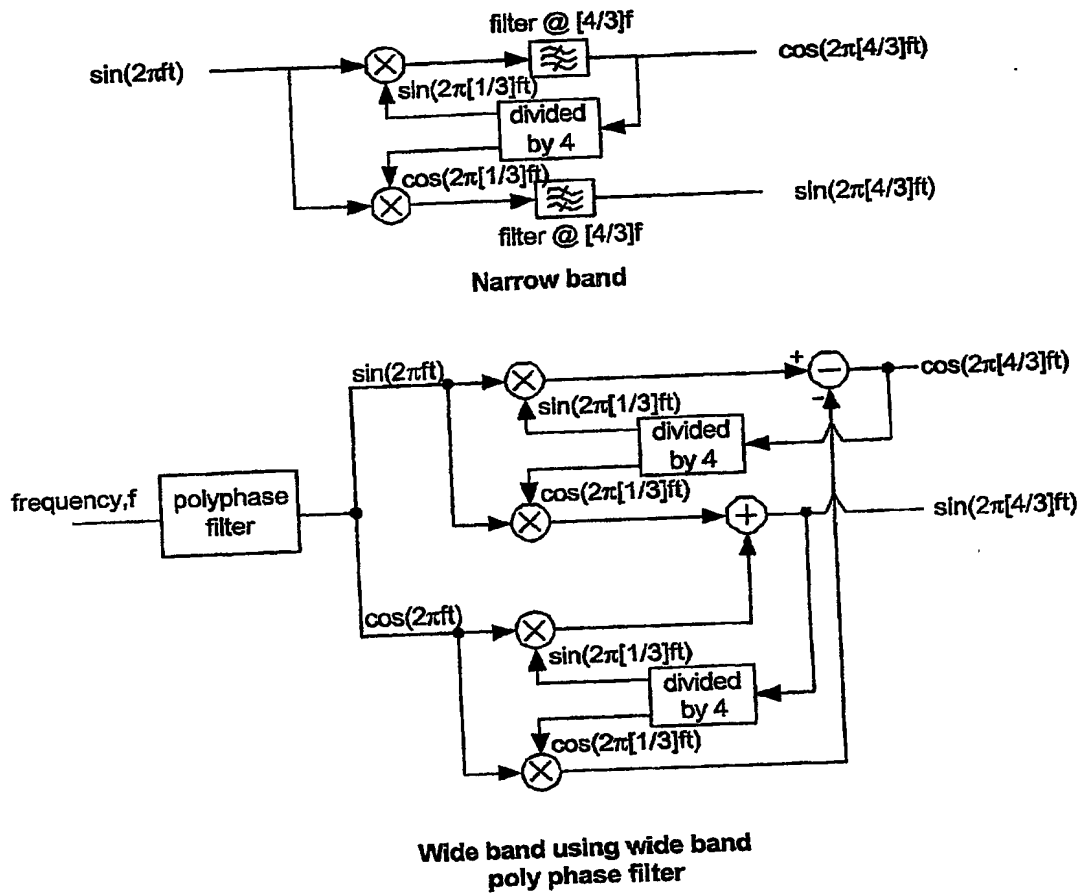 filter @ [4/3]f
sin(2πft)
cos(2π[4/3]ft)
sin(2π[1/3]ft)
divided
by 4
cos(2π[1/3]ft)
sin(2π[4/3]ft)
filter @ [4/3]f
Narrow band
sin(2πft)
+
−
cos(2π[4/3]ft)
−
sin(2π[1/3]ft)
divided
by 4
frequency,f
polyphase
filter
cos(2π[1/3]ft)
+
sin(2π[4/3]ft)
cos(2πft)
sin(2π[1/3]ft)
divided
by 4
cos(2π[1/3]ft)
Wide band using wide band
poly phase filter